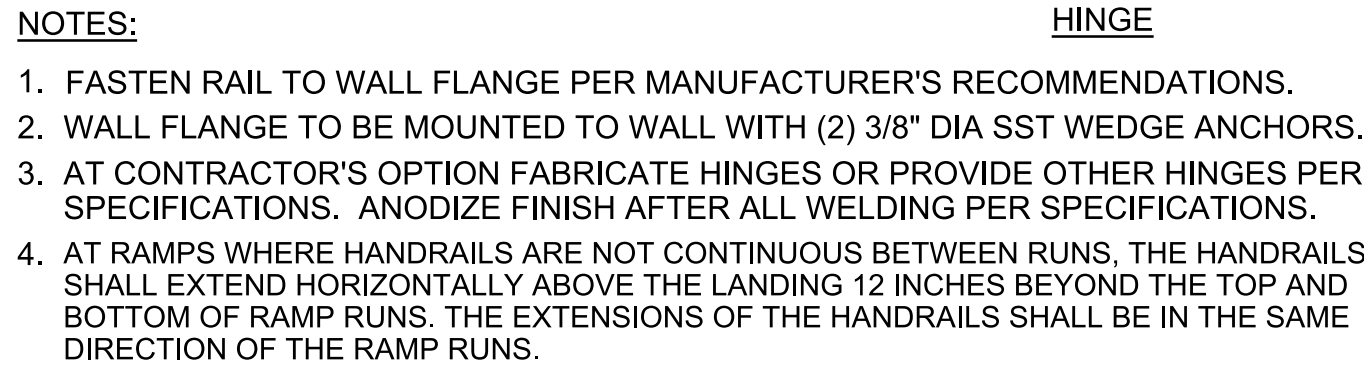 NOTES:
HINGE
1. FASTEN RAIL TO WALL FLANGE PER MANUFACTURER'S RECOMMENDATIONS.
2. WALL FLANGE TO BE MOUNTED TO WALL WITH (2) 3/8" DIA SST WEDGE ANCHORS.
3. AT CONTRACTOR'S OPTION FABRICATE HINGES OR PROVIDE OTHER HINGES PER
SPECIFICATIONS. ANODIZE FINISH AFTER ALL WELDING PER SPECIFICATIONS.
4. AT RAMPS WHERE HANDRAILS ARE NOT CONTINUOUS BETWEEN RUNS, THE HANDRAILS
SHALL EXTEND HORIZONTALLY ABOVE THE LANDING 12 INCHES BEYOND THE TOP AND
BOTTOM OF RAMP RUNS. THE EXTENSIONS OF THE HANDRAILS SHALL BE IN THE SAME
DIRECTION OF THE RAMP RUNS.